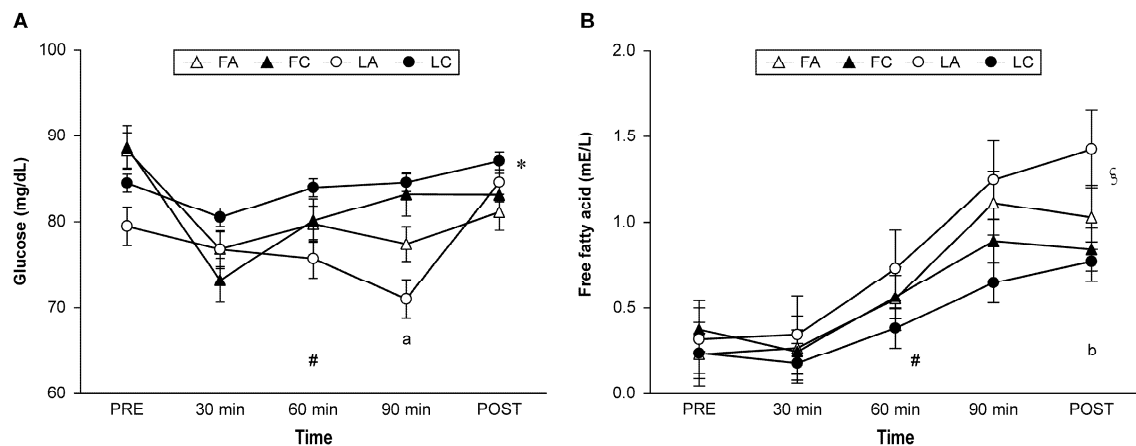 A
100
FA FC LA LC
90
80
70
60
Glucose (mg/dL)
*
a
#
PRE 30 min 60 min 90 min POST
Time
B
2.0
FA FC LA LC
1.5
1.0
0.5
0.0
Free fatty acid (mE/L)
§
b
#
PRE 30 min 60 min 90 min POST
Time